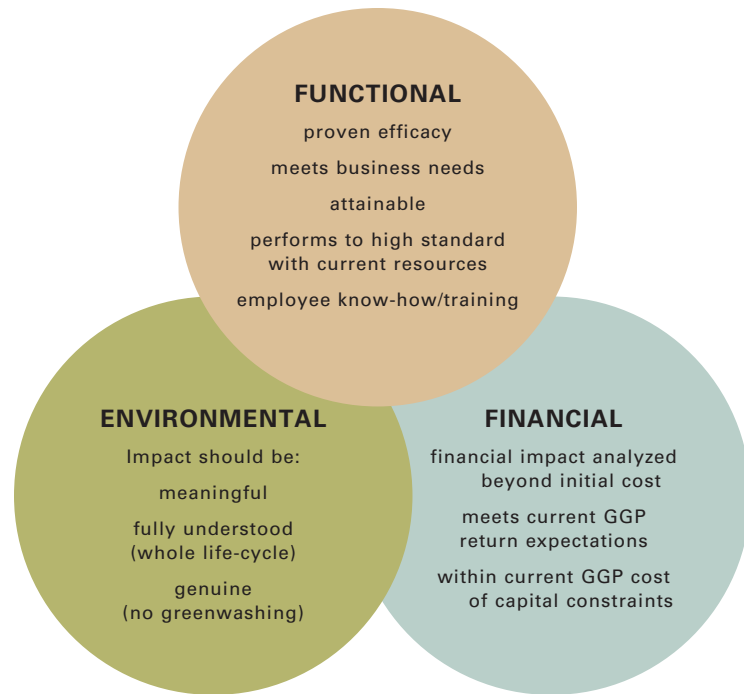 FUNCTIONAL
proven efficacy
meets business needs
attainable
performs to high standard
with current resources
employee know-how/training
ENVIRONMENTAL
Impact should be:
meaningful
fully understood
(whole life-cycle)
genuine
(no greenwashing)
FINANCIAL
financial impact analyzed
beyond initial cost
meets current GGP
return expectations
within current GGP cost
of capital constraints